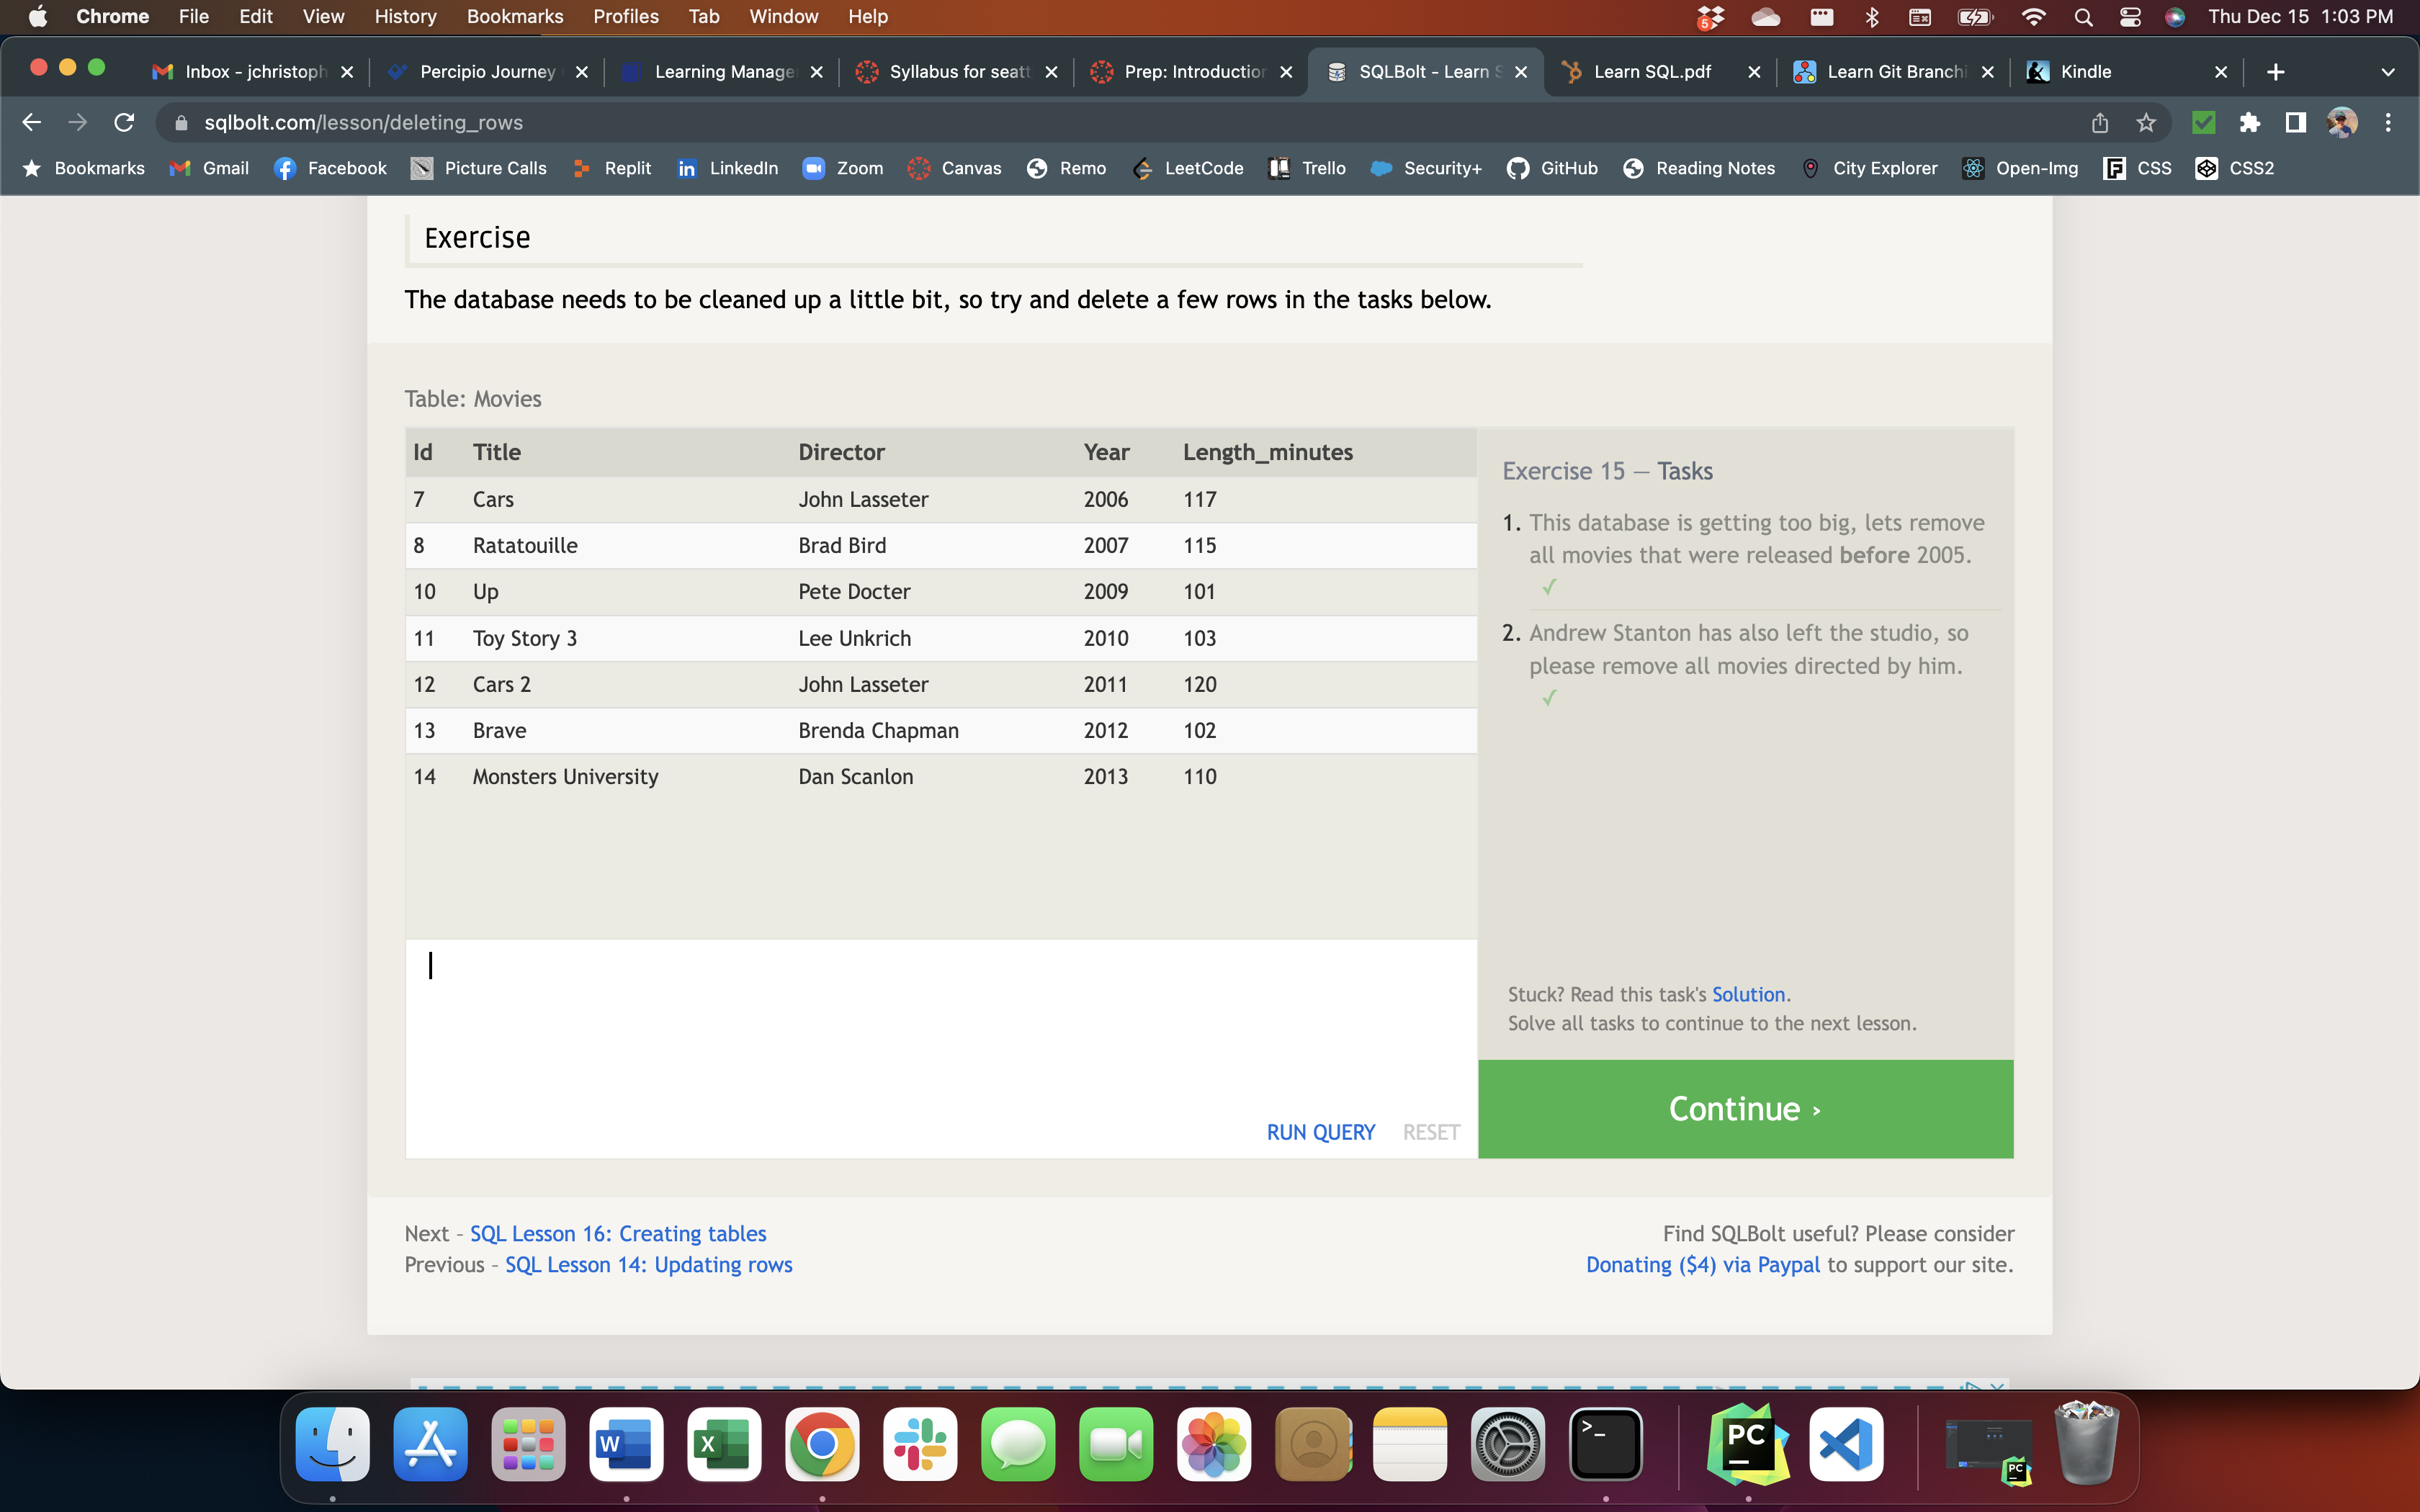 Chrome File Edit View History Bookmarks Profiles Tab Window Help 5 Thu Dec 15 1:03 PM
Inbox - jchristoph Percipio Journey Learning Manage Syllabus for seatt Prep: Introduction SQLBolt - Learn S Learn SQL.pdf Learn Git Branchi Kindle
sqlbolt.com/lesson/deleting_rows
Bookmarks Gmail Facebook Picture Calls Replit LinkedIn Zoom Canvas Remo LeetCode Trello Security+ GitHub Reading Notes City Explorer Open-Img CSS CSS2
Exercise
The database needs to be cleaned up a little bit, so try and delete a few rows in the tasks below.
Table: Movies
Id Title Director Year Length_minutes
7 Cars John Lasseter 2006 117
8 Ratatouille Brad Bird 2007 115
10 Up Pete Docter 2009 101
11 Toy Story 3 Lee Unkrich 2010 103
12 Cars 2 John Lasseter 2011 120
13 Brave Brenda Chapman 2012 102
14 Monsters University Dan Scanlon 2013 110
RUN QUERY RESET
Exercise 15 — Tasks
1. This database is getting too big, lets remove
all movies that were released before 2005.
✓
2. Andrew Stanton has also left the studio, so
please remove all movies directed by him.
✓
Stuck? Read this task's Solution.
Solve all tasks to continue to the next lesson.
Continue ›
Next – SQL Lesson 16: Creating tables
Previous – SQL Lesson 14: Updating rows
Find SQLBolt useful? Please consider
Donating ($4) via Paypal to support our site.
W X >_ PC PC